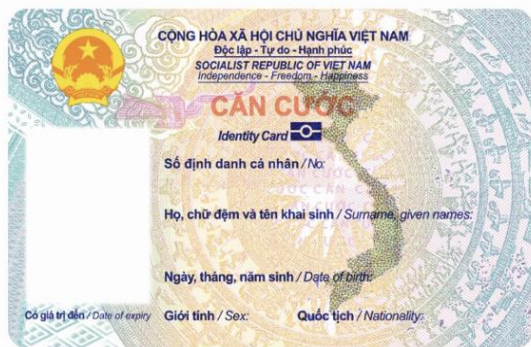 CỘNG HÒA XÃ HỘI CHỦ NGHĨA VIỆT NAM
Độc lập - Tự do - Hạnh phúc
SOCIALIST REPUBLIC OF VIET NAM
Independence - Freedom - Happiness
CĂN CƯỚC
Identity Card
Số định danh cá nhân / No:
Họ, chữ đệm và tên khai sinh / Surname, given names:
Ngày, tháng, năm sinh / Date of birth:
Có giá trị đến / Date of expiry Giới tính / Sex: Quốc tịch / Nationality: